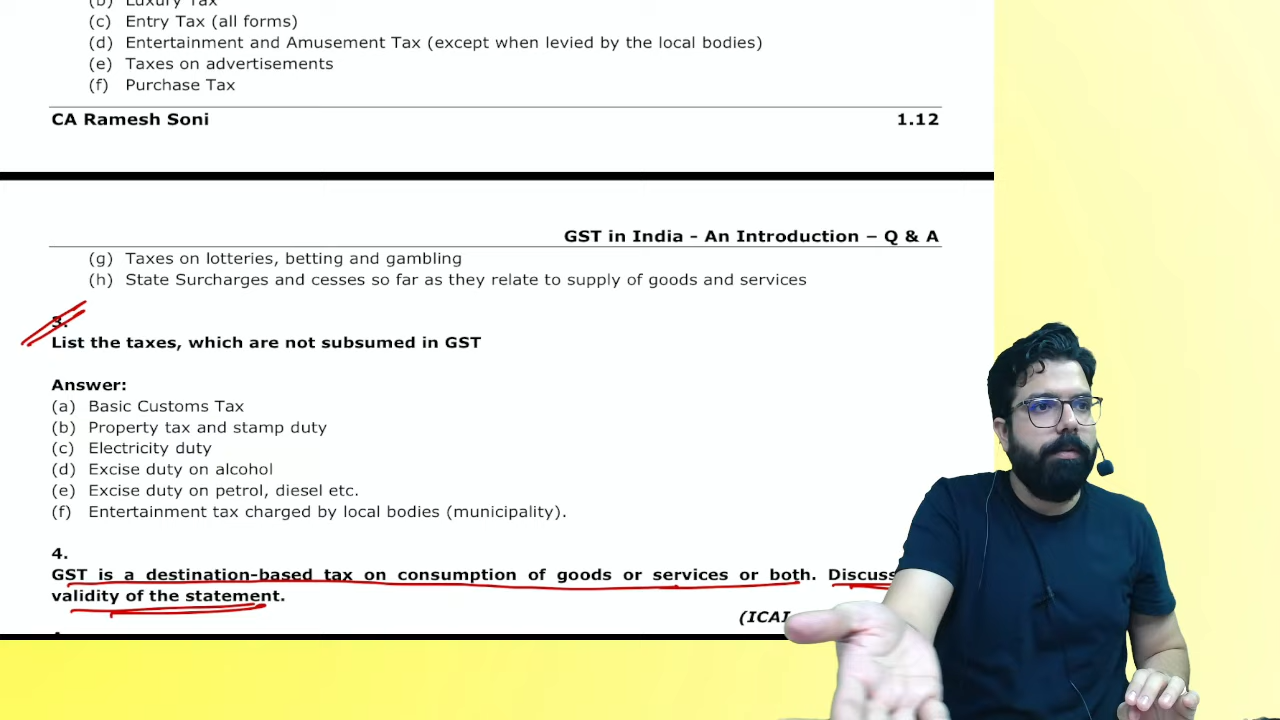 (b) Luxury Tax
(c) Entry Tax (all forms)
(d) Entertainment and Amusement Tax (except when levied by the local bodies)
(e) Taxes on advertisements
(f) Purchase Tax
CA Ramesh Soni 1.12
GST in India - An Introduction – Q & A
(g) Taxes on lotteries, betting and gambling
(h) State Surcharges and cesses so far as they relate to supply of goods and services
3.
List the taxes, which are not subsumed in GST
Answer:
(a) Basic Customs Tax
(b) Property tax and stamp duty
(c) Electricity duty
(d) Excise duty on alcohol
(e) Excise duty on petrol, diesel etc.
(f) Entertainment tax charged by local bodies (municipality).
4.
GST is a destination-based tax on consumption of goods or services or both. Discuss
validity of the statement.
(ICAI